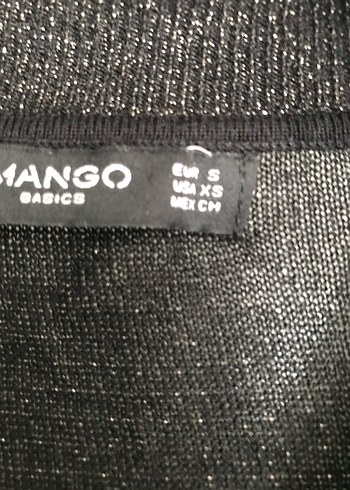 MANGO
BASICS
EUR S
USA XS
MEX CH